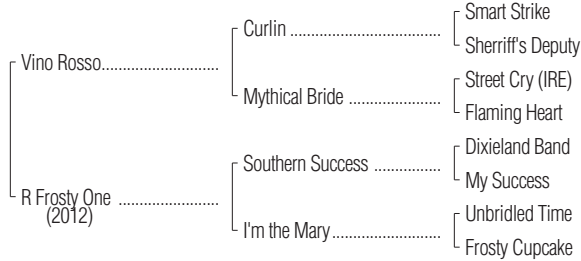 Smart Strike
Curlin ..............................
Sherriff's Deputy
Vino Rosso.......................
Street Cry (IRE)
Mythical Bride ..................
Flaming Heart
Dixieland Band
Southern Success .............
My Success
R Frosty One ....................
(2012)
Unbridled Time
I'm the Mary.....................
Frosty Cupcake